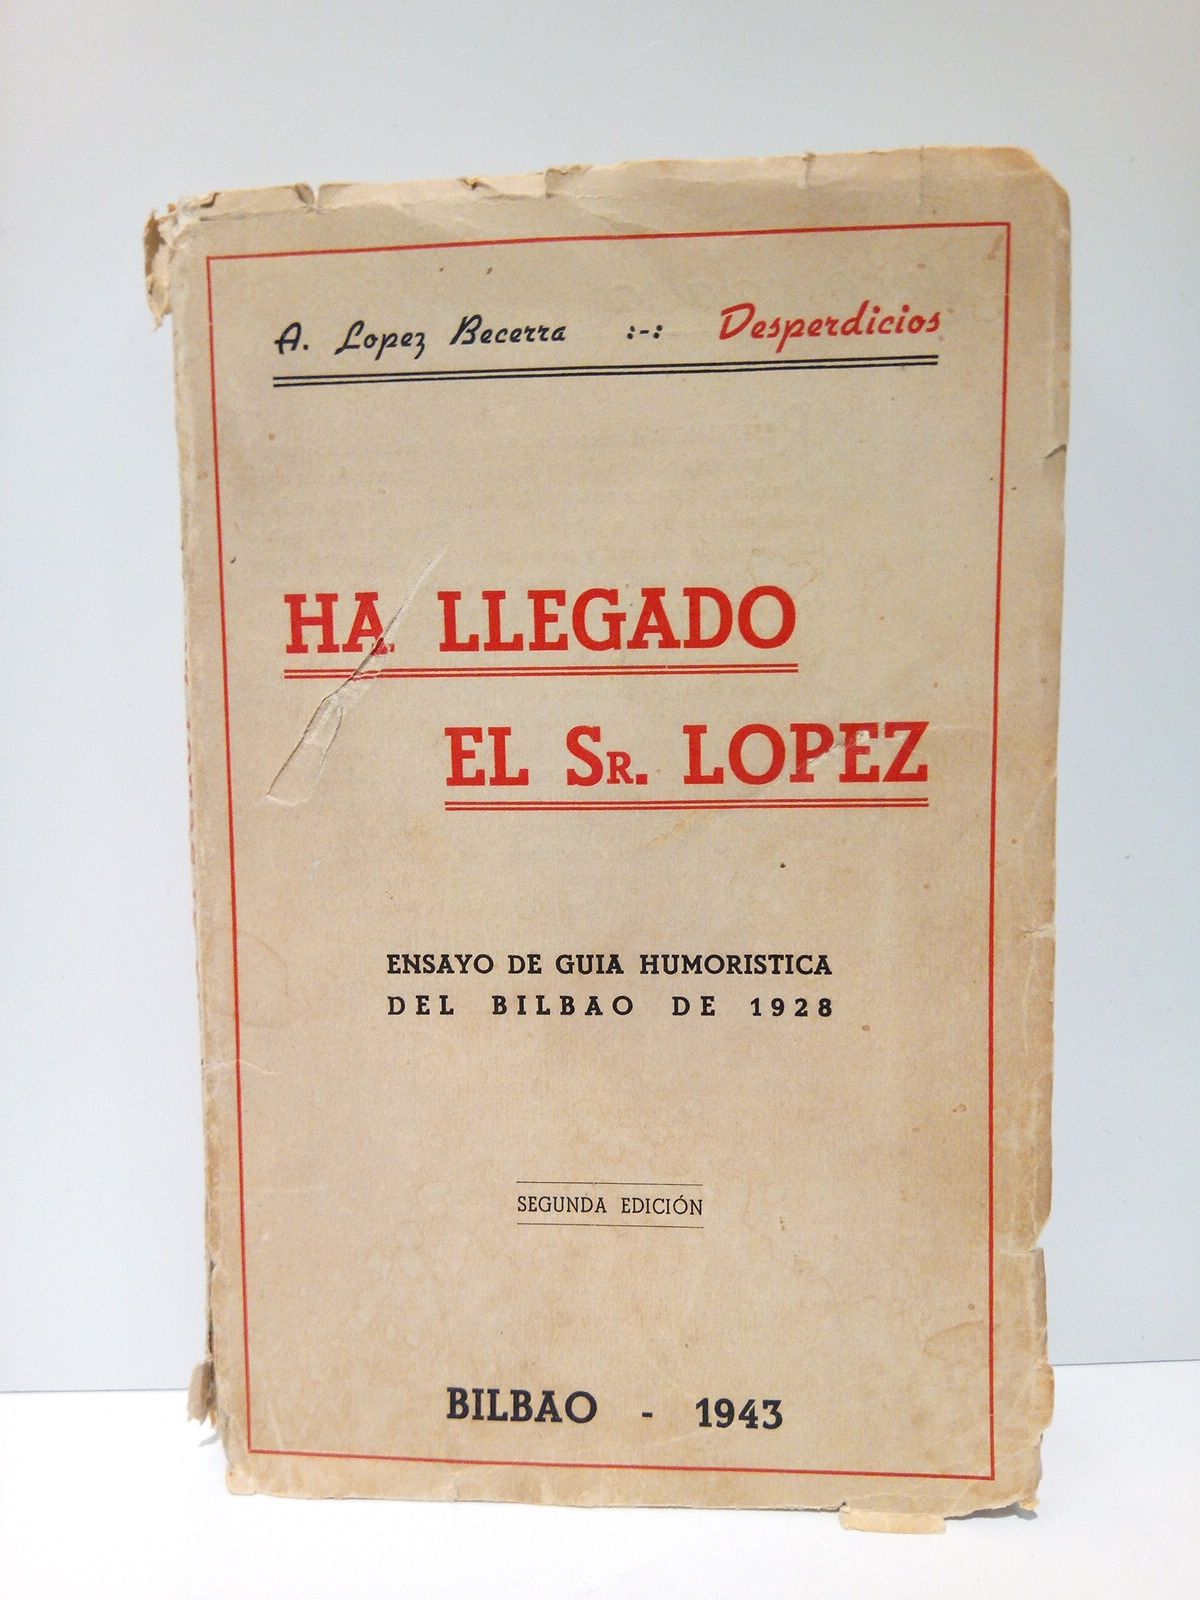 A. Lopez Becerra :-: Desperdicios
HA LLEGADO
EL SR. LOPEZ
ENSAYO DE GUIA HUMORISTICA
DEL BILBAO DE 1928
SEGUNDA EDICIÓN
BILBAO - 1943